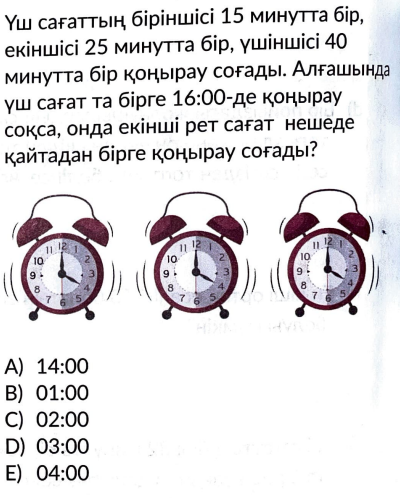 Үш сағаттың біріншісі 15 минутта бір,
екіншісі 25 минутта бір, үшіншісі 40
минутта бір қоңырау соғады. Алғашында
үш сағат та бірге 16:00-де қоңырау
соқса, онда екінші рет сағат нешеде
қайтадан бірге қоңырау соғады?
11 12 1
10 2
9 3
8 4
7 6 5
11 12 1
10 2
9 3
8 4
7 6 5
11 12 1
10 2
9 3
8 4
7 6 5
A) 14:00
B) 01:00
C) 02:00
D) 03:00
E) 04:00